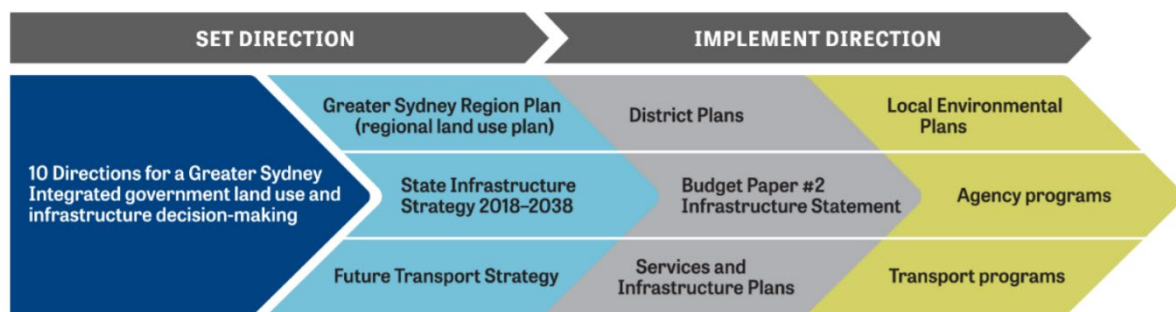 SET DIRECTION
IMPLEMENT DIRECTION
10 Directions for a Greater Sydney
Integrated government land use and
infrastructure decision-making
Greater Sydney Region Plan
(regional land use plan)
District Plans
Local Environmental
Plans
State Infrastructure
Strategy 2018–2038
Budget Paper #2
Infrastructure Statement
Agency programs
Future Transport Strategy
Services and
Infrastructure Plans
Transport programs